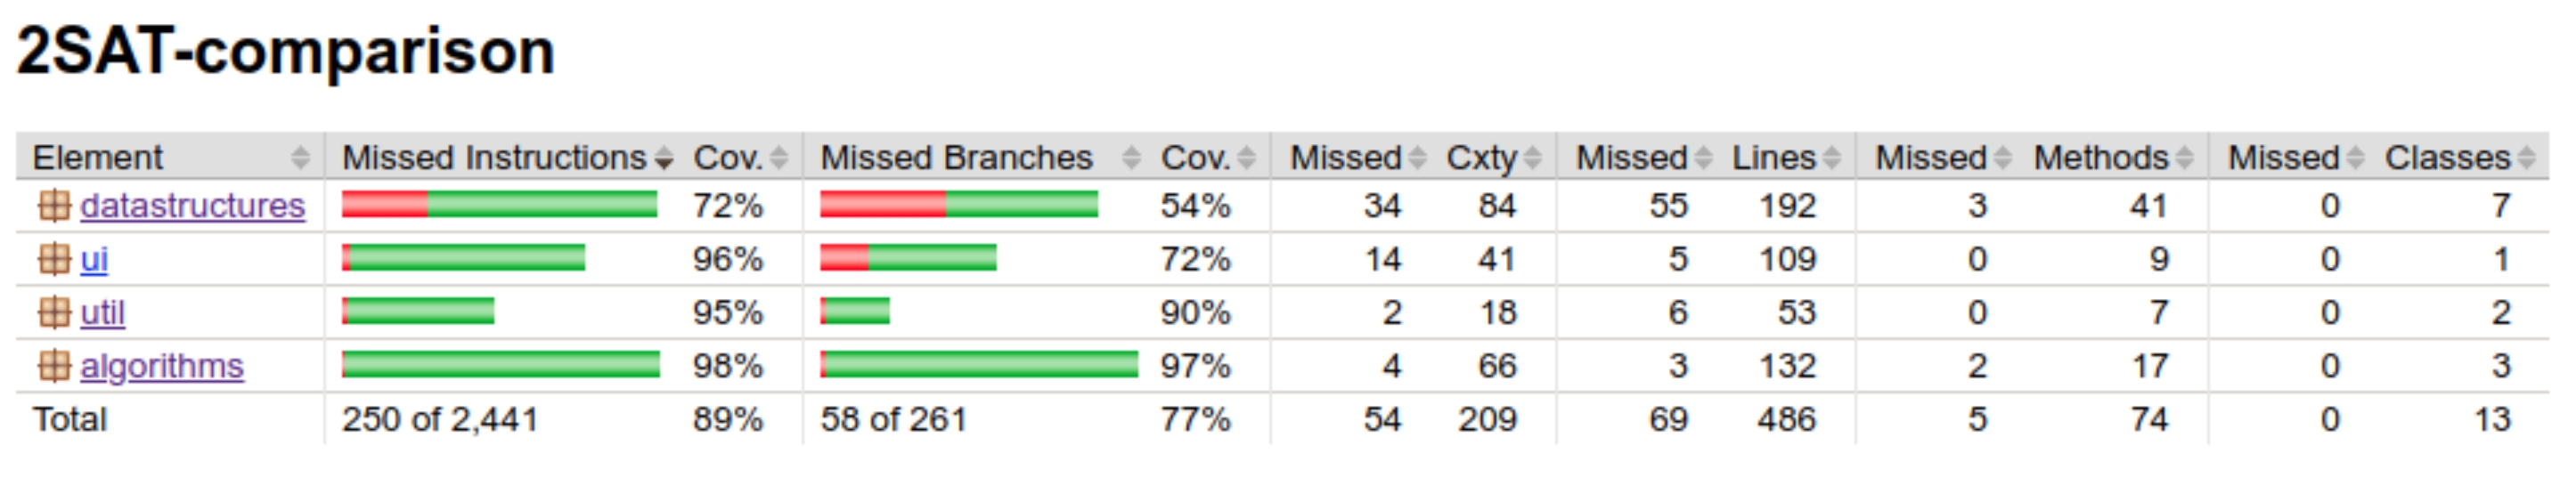 2SAT-comparison
Element Missed Instructions Cov. Missed Branches Cov. Missed Cxty Missed Lines Missed Methods Missed Classes
datastructures 72% 54% 34 84 55 192 3 41 0 7
ui 96% 72% 14 41 5 109 0 9 0 1
util 95% 90% 2 18 6 53 0 7 0 2
algorithms 98% 97% 4 66 3 132 2 17 0 3
Total 250 of 2,441 89% 58 of 261 77% 54 209 69 486 5 74 0 13